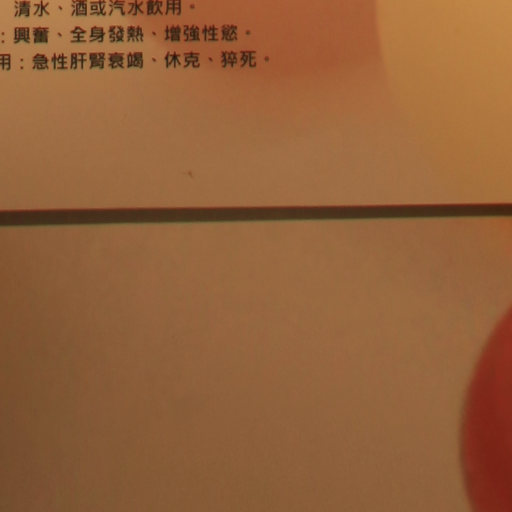 清水、酒或汽水飲用。
：興奮、全身發熱、增強性慾。
用：急性肝腎衰竭、休克、猝死。